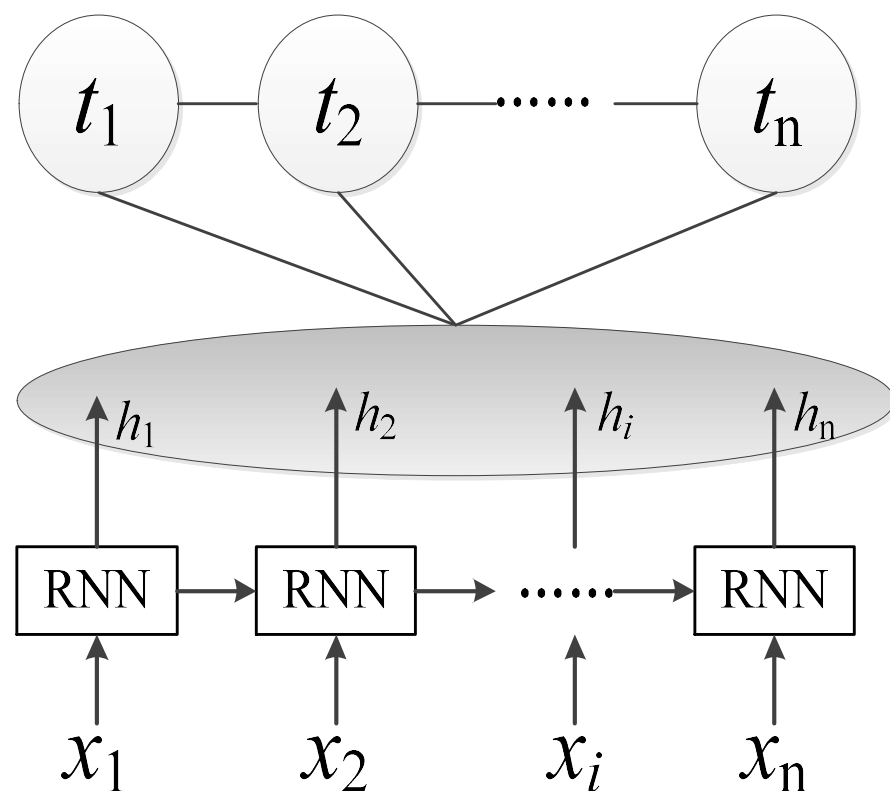 t₁ t₂ ...... tₙ
h₁ h₂ hᵢ hₙ
RNN RNN ...... RNN
x₁ x₂ xᵢ xₙ